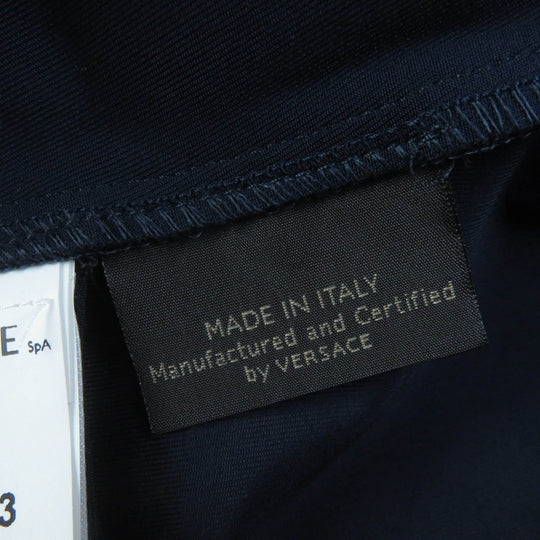 MADE IN ITALY
Manufactured and Certified
by VERSACE
E SpA
3